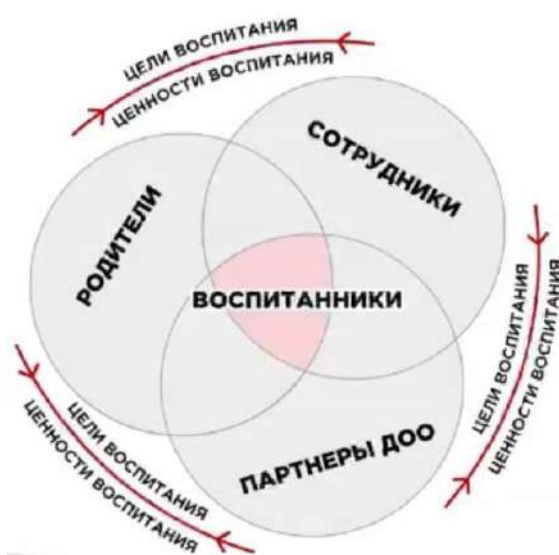 ЦЕЛИ ВОСПИТАНИЯ
ЦЕННОСТИ ВОСПИТАНИЯ
СОТРУДНИКИ
РОДИТЕЛИ
ВОСПИТАННИКИ
ЦЕЛИ ВОСПИТАНИЯ
ЦЕННОСТИ ВОСПИТАНИЯ
ПАРТНЕРЫ ДОО
ЦЕЛИ ВОСПИТАНИЯ
ЦЕННОСТИ ВОСПИТАНИЯ